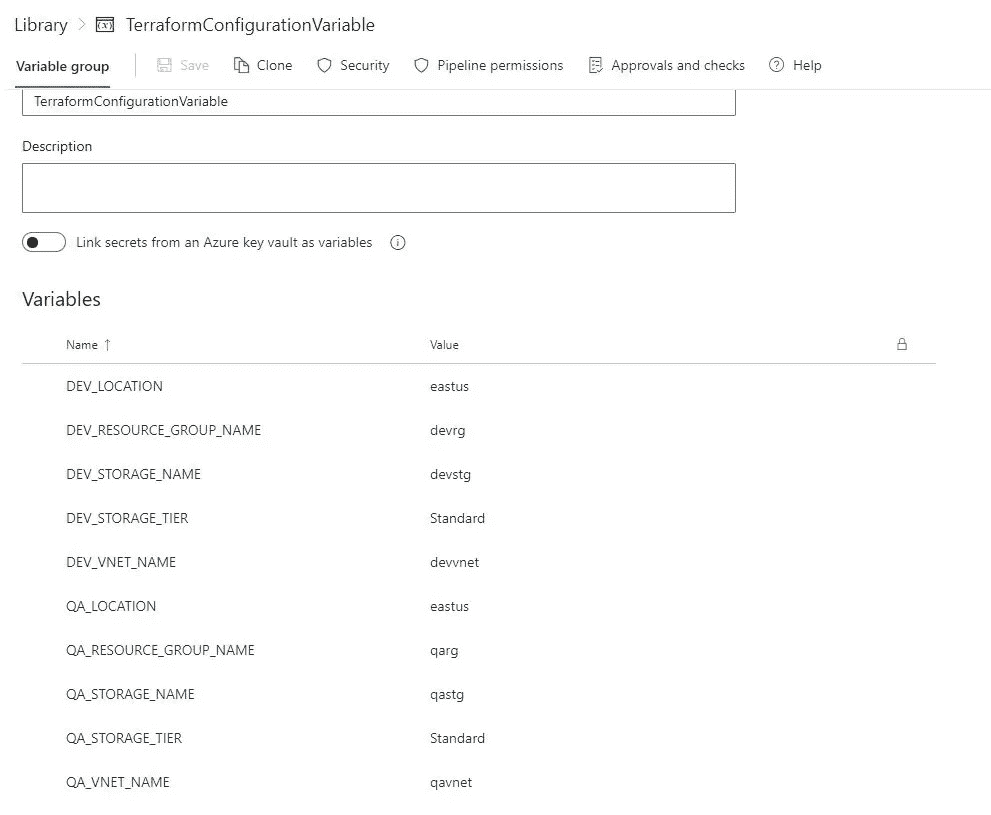 Library > TerraformConfigurationVariable
Variable group Save Clone Security Pipeline permissions Approvals and checks Help
TerraformConfigurationVariable
Description
Link secrets from an Azure key vault as variables
Variables
Name ↑ Value
DEV_LOCATION eastus
DEV_RESOURCE_GROUP_NAME devrg
DEV_STORAGE_NAME devstg
DEV_STORAGE_TIER Standard
DEV_VNET_NAME devvnet
QA_LOCATION eastus
QA_RESOURCE_GROUP_NAME qarg
QA_STORAGE_NAME qastg
QA_STORAGE_TIER Standard
QA_VNET_NAME qavnet